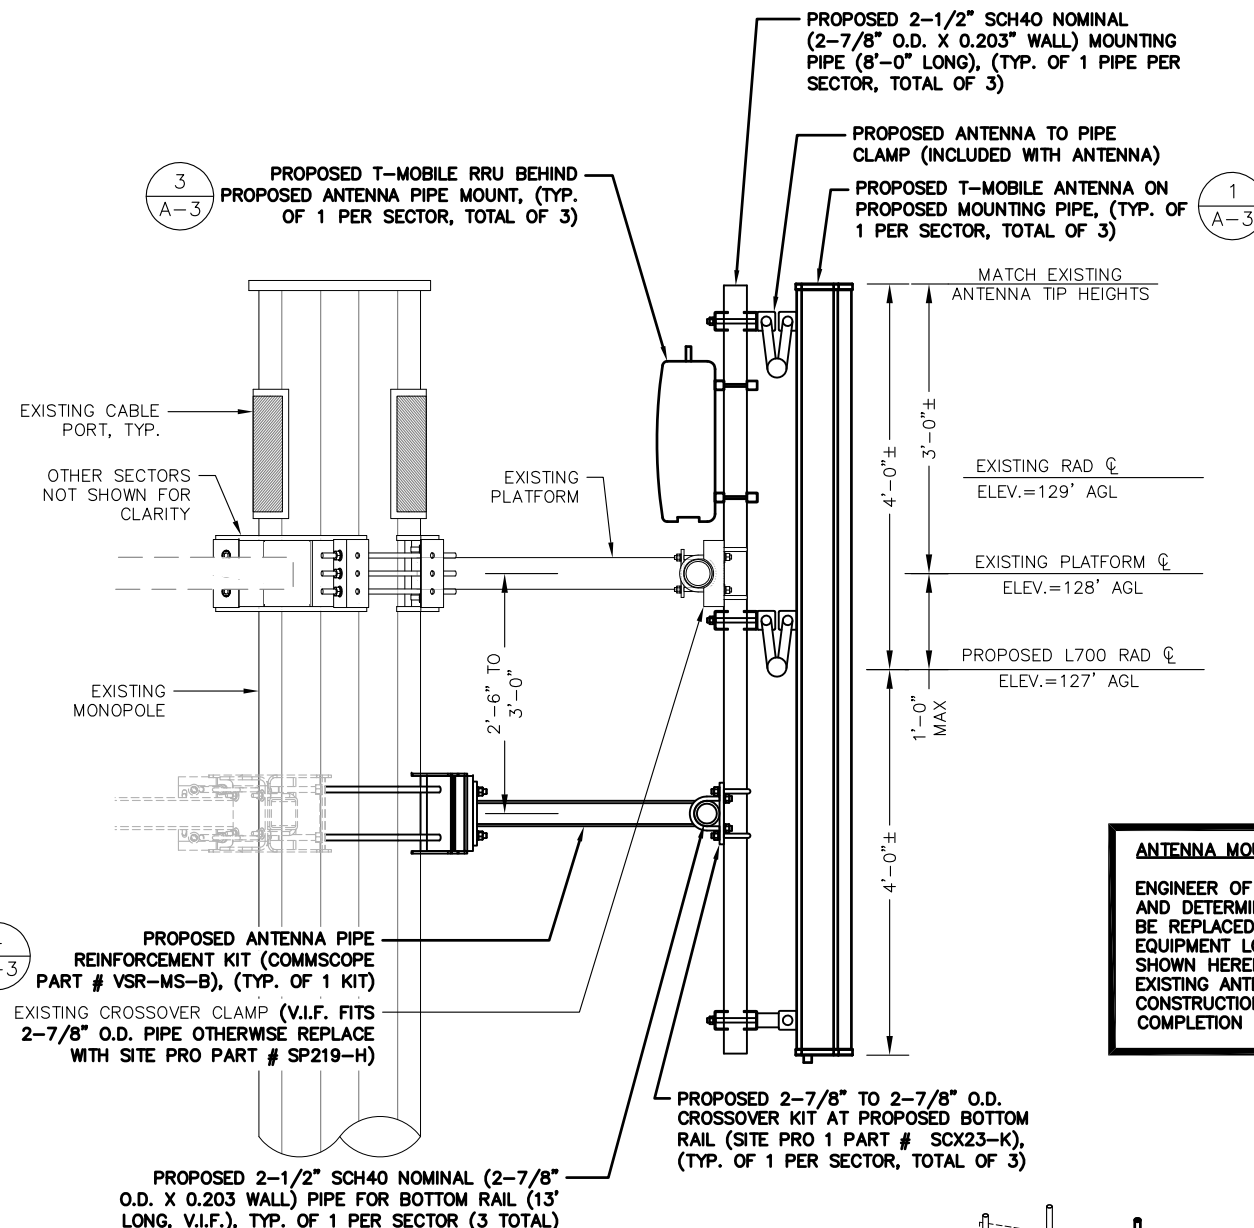 PROPOSED 2-1/2" SCH40 NOMINAL
(2-7/8" O.D. X 0.203" WALL) MOUNTING
PIPE (8'-0" LONG), (TYP. OF 1 PIPE PER
SECTOR, TOTAL OF 3)
PROPOSED ANTENNA TO PIPE
CLAMP (INCLUDED WITH ANTENNA)
3
A-3
PROPOSED T-MOBILE RRU BEHIND
PROPOSED ANTENNA PIPE MOUNT, (TYP.
OF 1 PER SECTOR, TOTAL OF 3)
PROPOSED T-MOBILE ANTENNA ON
PROPOSED MOUNTING PIPE, (TYP. OF
1 PER SECTOR, TOTAL OF 3)
1
A-3
MATCH EXISTING
ANTENNA TIP HEIGHTS
EXISTING CABLE
PORT, TYP.
OTHER SECTORS
NOT SHOWN FOR
CLARITY
EXISTING
PLATFORM
4'-0"±
3'-0"±
EXISTING RAD ℄
ELEV.=129' AGL
EXISTING PLATFORM ℄
ELEV.=128' AGL
PROPOSED L700 RAD ℄
ELEV.=127' AGL
EXISTING
MONOPOLE
2'-6" TO
3'-0"
1'-0"
MAX
4'-0"±
ANTENNA MOU
ENGINEER OF
AND DETERMIN
BE REPLACED
EQUIPMENT LO
SHOWN HEREI
EXISTING ANTE
CONSTRUCTION
COMPLETION
-3
PROPOSED ANTENNA PIPE
REINFORCEMENT KIT (COMMSCOPE
PART # VSR-MS-B), (TYP. OF 1 KIT)
EXISTING CROSSOVER CLAMP (V.I.F. FITS
2-7/8" O.D. PIPE OTHERWISE REPLACE
WITH SITE PRO PART # SP219-H)
PROPOSED 2-7/8" TO 2-7/8" O.D.
CROSSOVER KIT AT PROPOSED BOTTOM
RAIL (SITE PRO 1 PART # SCX23-K),
(TYP. OF 1 PER SECTOR, TOTAL OF 3)
PROPOSED 2-1/2" SCH40 NOMINAL (2-7/8"
O.D. X 0.203 WALL) PIPE FOR BOTTOM RAIL (13'
LONG, V.I.F.), TYP. OF 1 PER SECTOR (3 TOTAL)